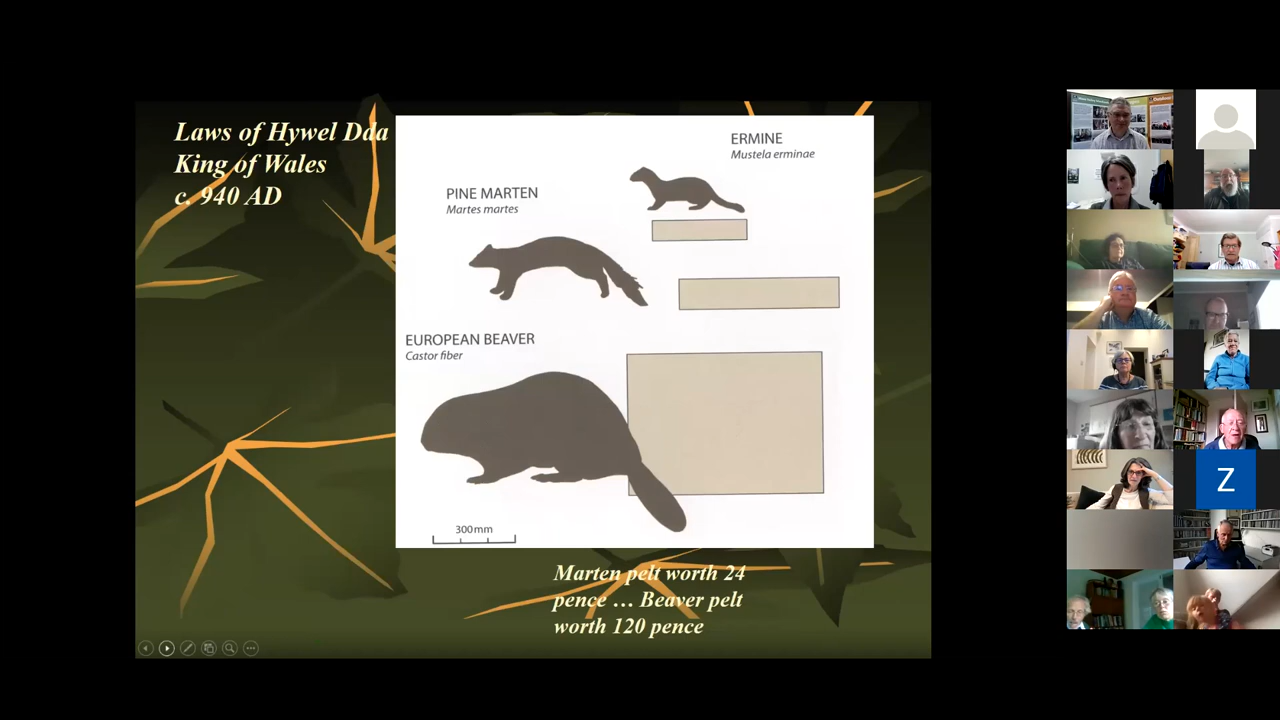 Laws of Hywel Dda
King of Wales
c. 940 AD
ERMINE
Mustela erminae
PINE MARTEN
Martes martes
EUROPEAN BEAVER
Castor fiber
300mm
Marten pelt worth 24
pence … Beaver pelt
worth 120 pence
Z